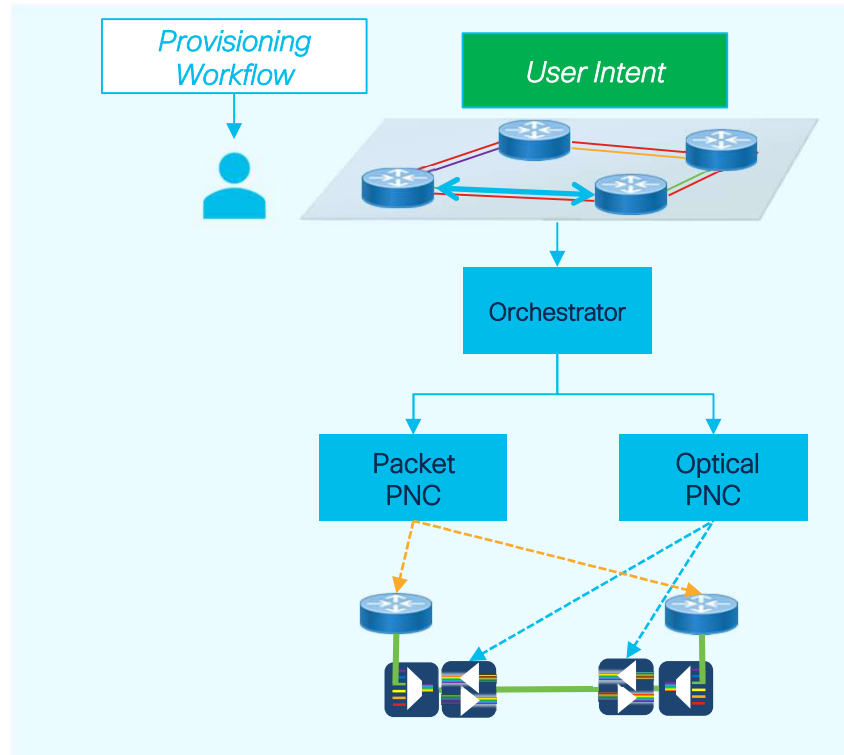 Provisioning
Workflow
User Intent
Orchestrator
Packet
PNC
Optical
PNC